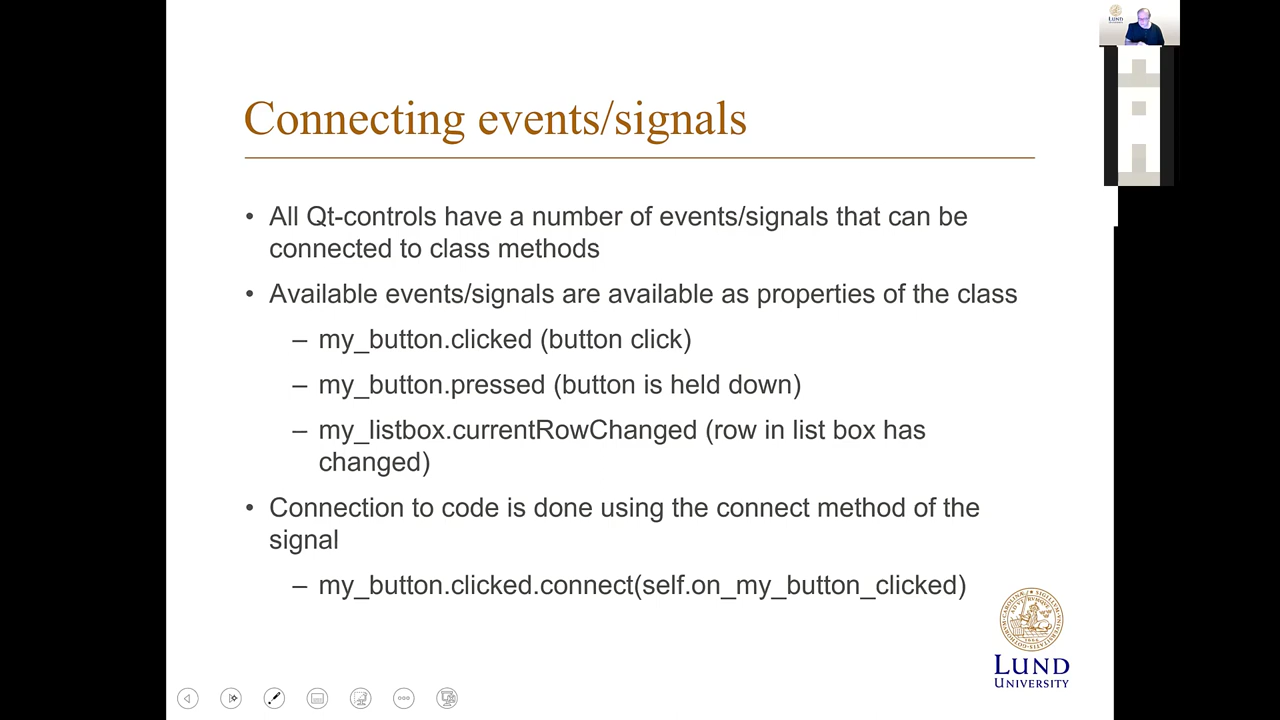 Connecting events/signals
• All Qt-controls have a number of events/signals that can be
connected to class methods
• Available events/signals are available as properties of the class
– my_button.clicked (button click)
– my_button.pressed (button is held down)
– my_listbox.currentRowChanged (row in list box has
changed)
• Connection to code is done using the connect method of the
signal
– my_button.clicked.connect(self.on_my_button_clicked)
LUND
UNIVERSITY
LUND